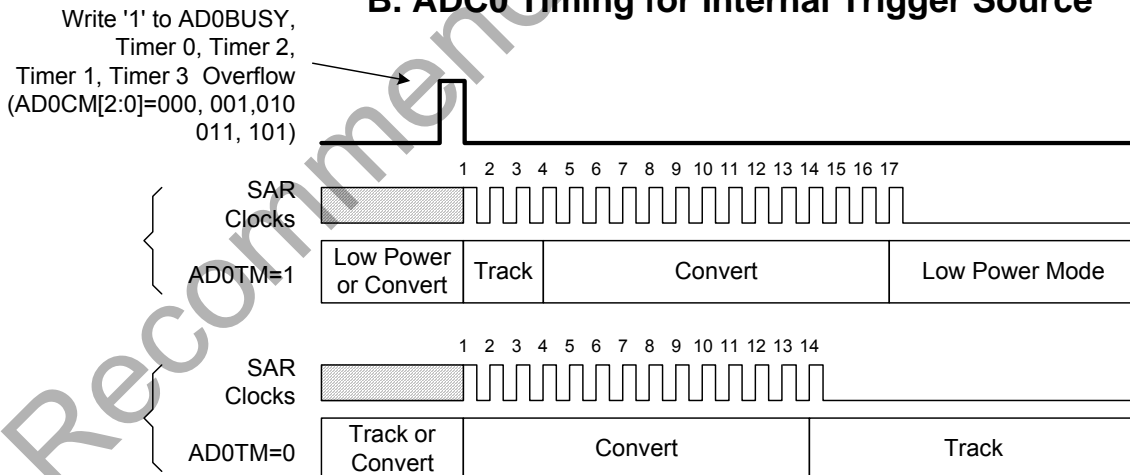 B. ADC0 Timing for Internal Trigger Source
Write '1' to AD0BUSY,
Timer 0, Timer 2,
Timer 1, Timer 3 Overflow
(AD0CM[2:0]=000, 001,010
011, 101)
1 2 3 4 5 6 7 8 9 10 11 12 13 14 15 16 17
SAR
Clocks
AD0TM=1
Low Power
or Convert
Track
Convert
Low Power Mode
1 2 3 4 5 6 7 8 9 10 11 12 13 14
SAR
Clocks
AD0TM=0
Track or
Convert
Convert
Track
Recommen